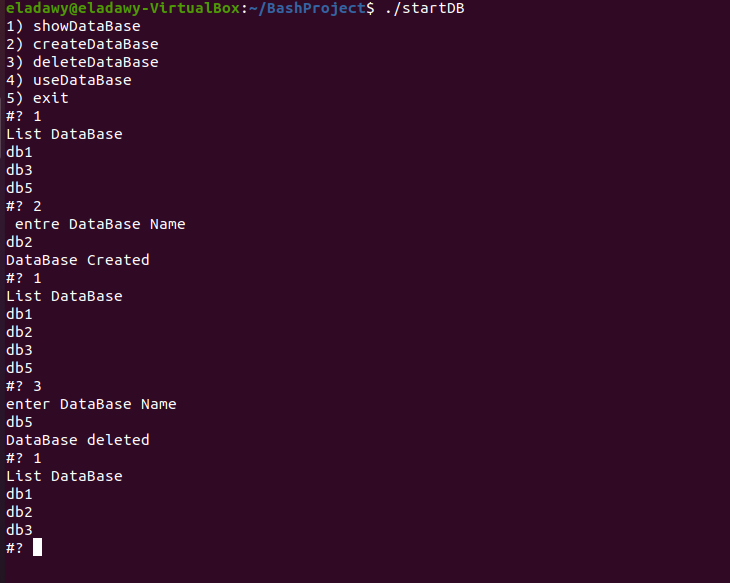 eladawy@eladawy-VirtualBox:~/BashProject$ ./startDB
1) showDataBase
2) createDataBase
3) deleteDataBase
4) useDataBase
5) exit
#? 1
List DataBase
db1
db3
db5
#? 2
 entre DataBase Name
db2
DataBase Created
#? 1
List DataBase
db1
db2
db3
db5
#? 3
enter DataBase Name
db5
DataBase deleted
#? 1
List DataBase
db1
db2
db3
#?